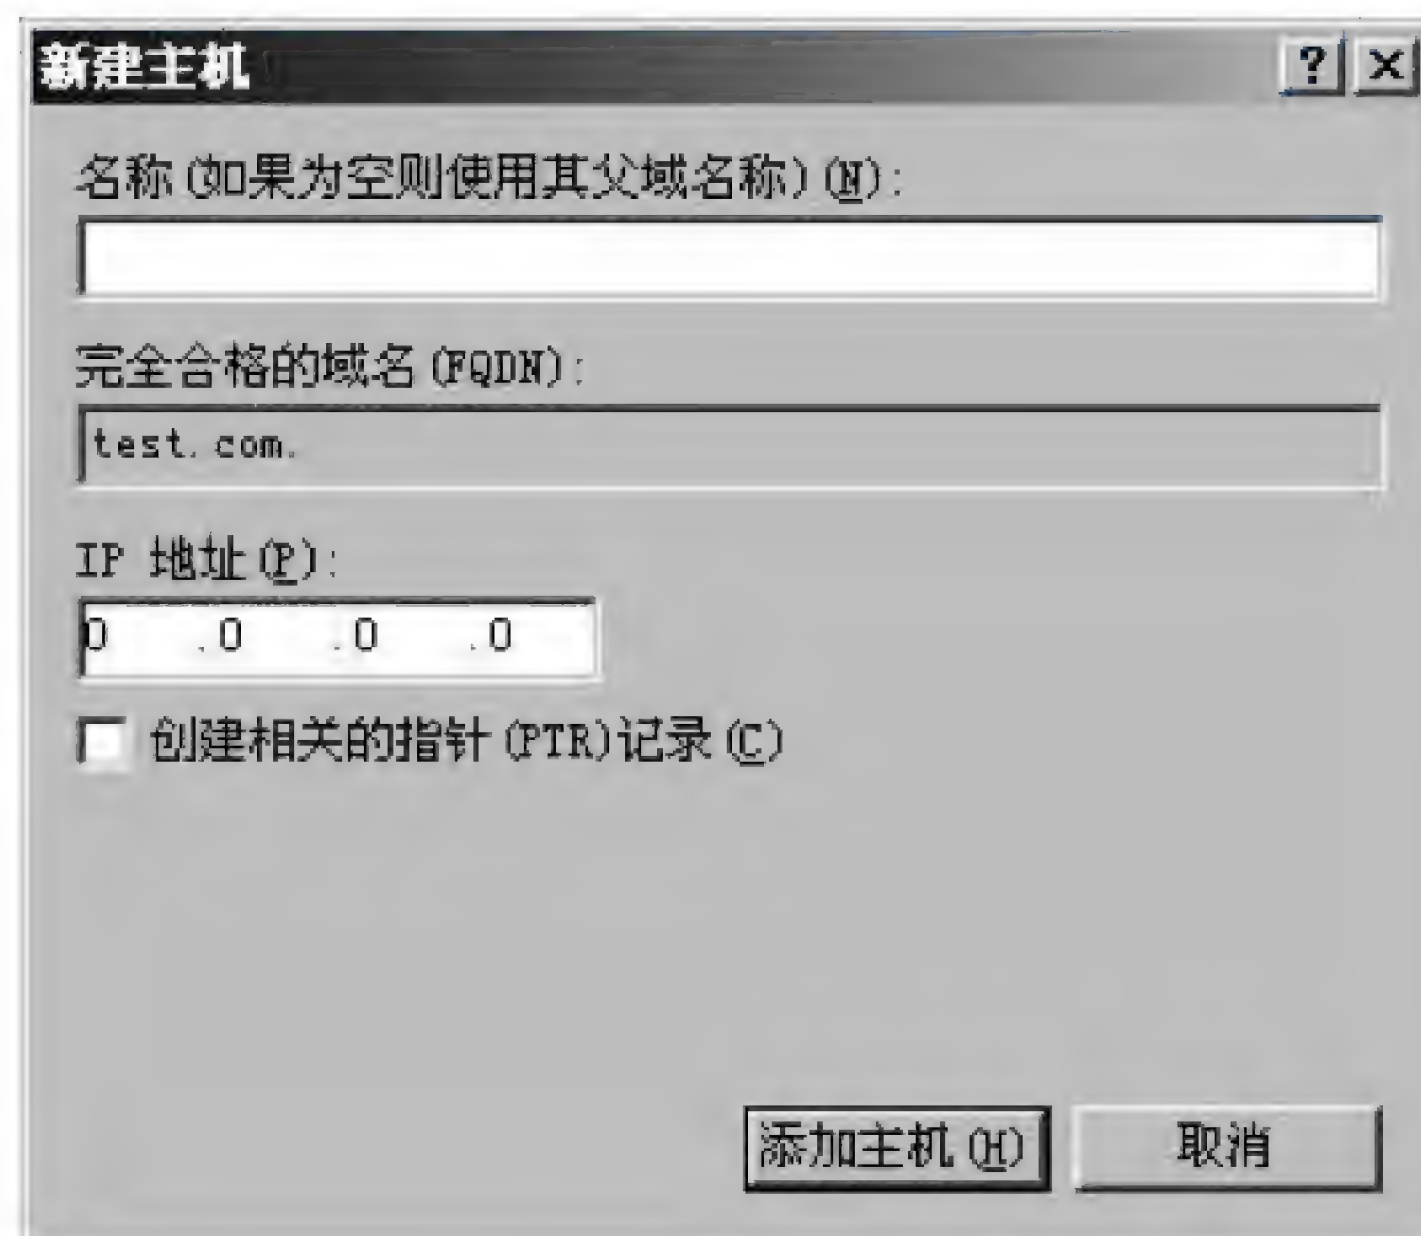 新建主机
名称(如果为空则使用其父域名称)(N):
完全合格的域名(FQDN):
test.com.
IP 地址(P):
0 .0 .0 .0
创建相关的指针(PTR)记录(C)
添加主机(H) 取消